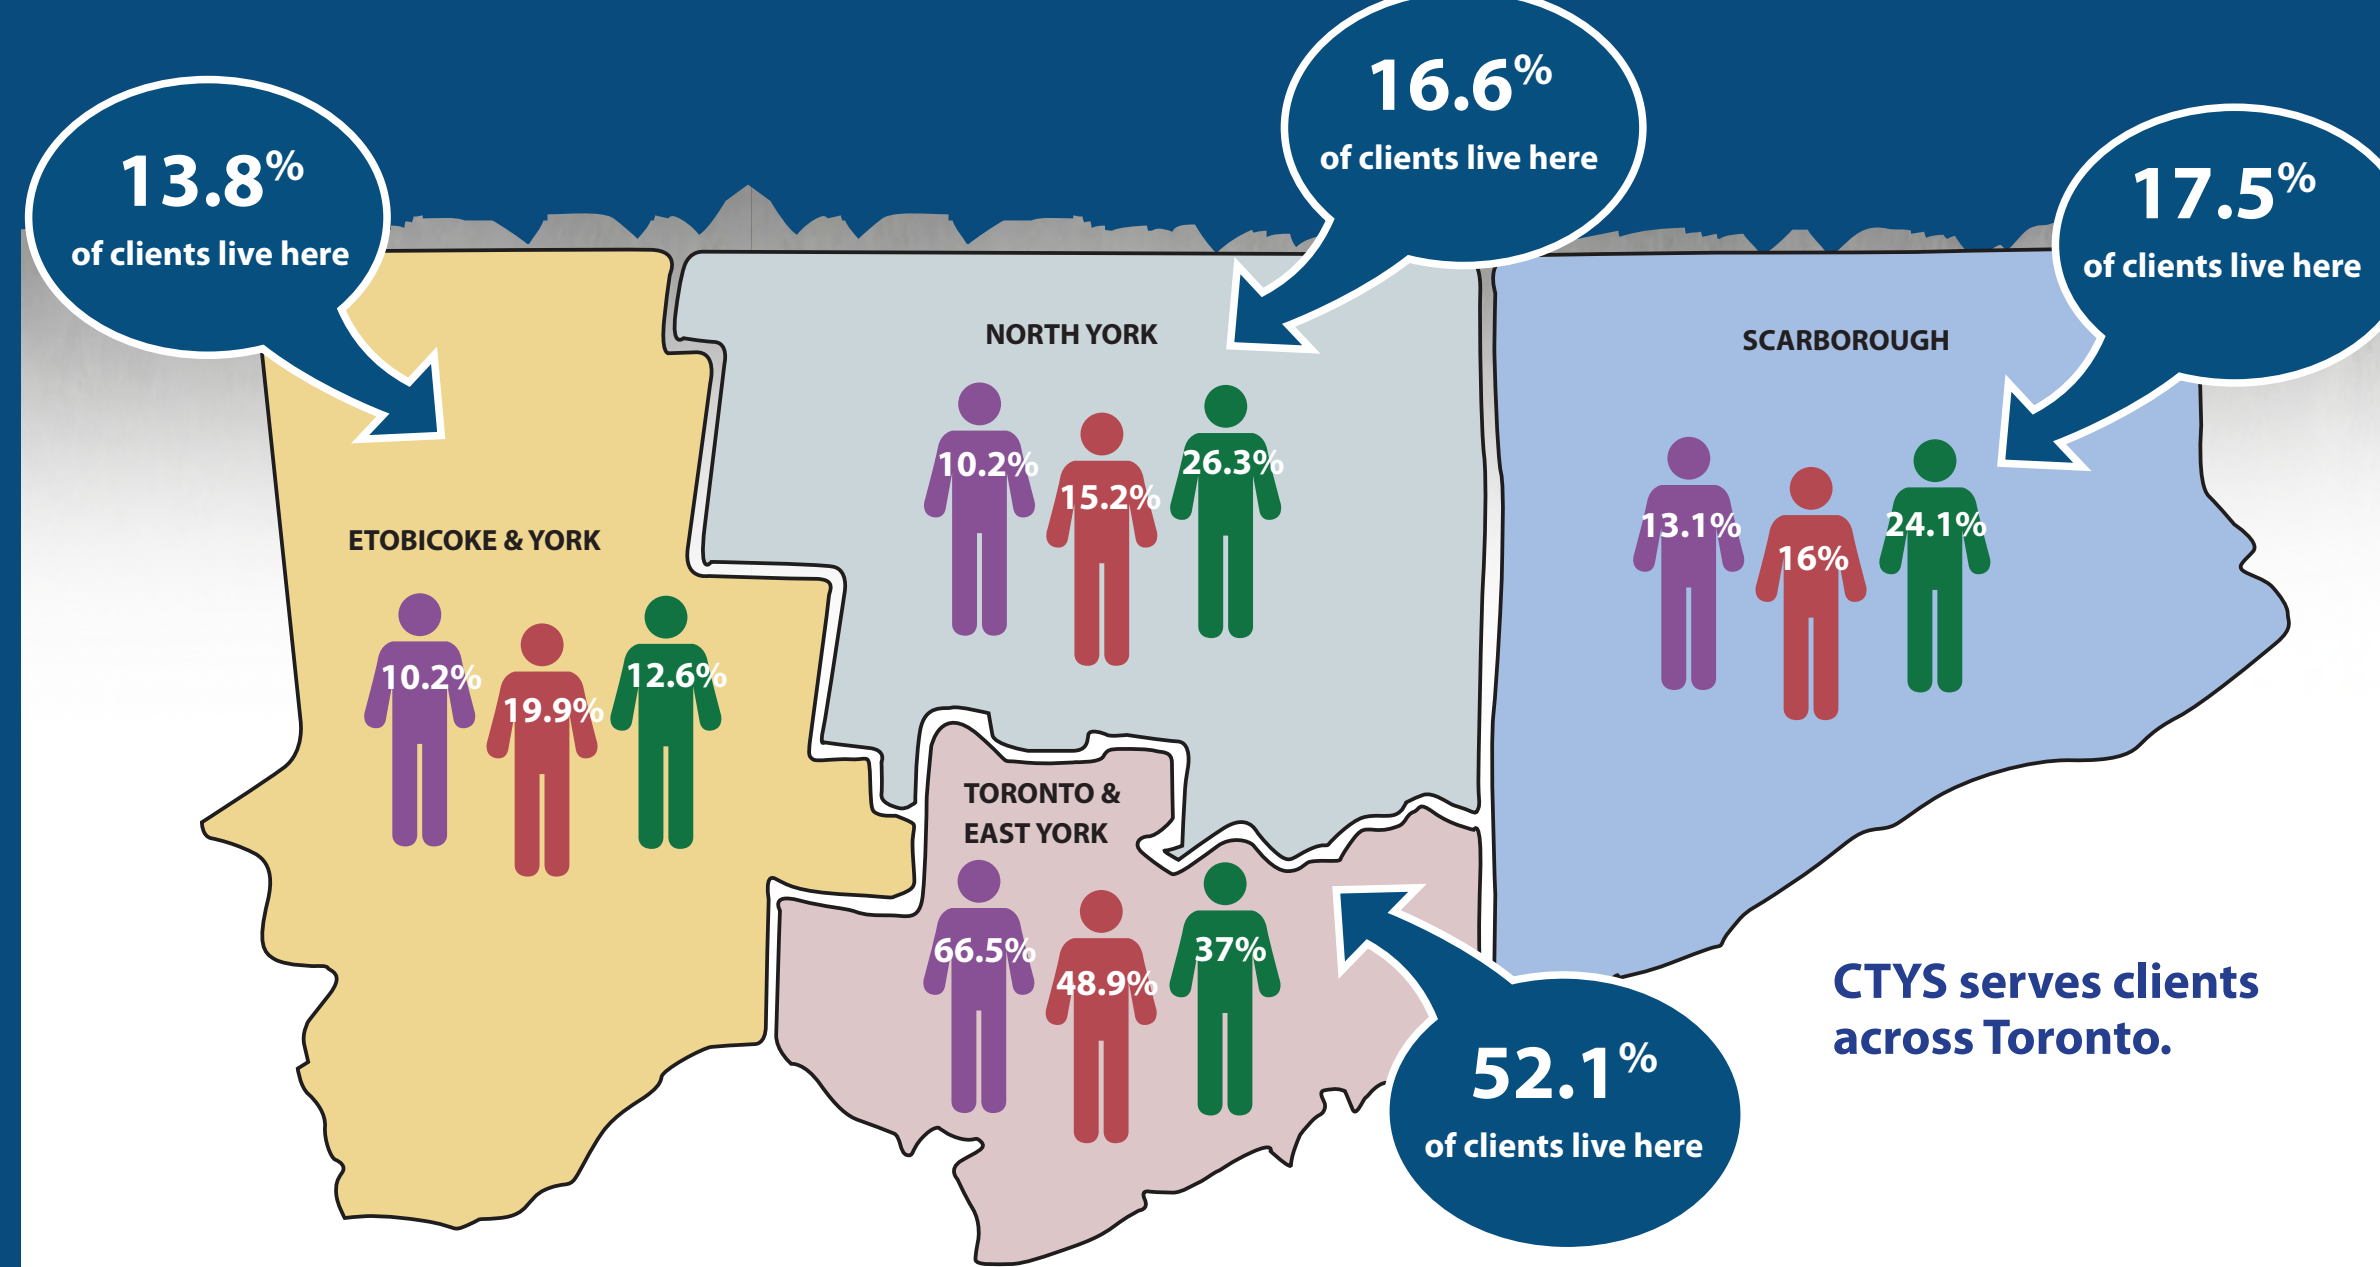 13.8%
of clients live here
16.6%
of clients live here
17.5%
of clients live here
NORTH YORK
10.2%
15.2%
26.3%
SCARBOROUGH
13.1%
16%
24.1%
ETOBICOKE & YORK
10.2%
19.9%
12.6%
TORONTO &
EAST YORK
66.5%
48.9%
37%
52.1%
of clients live here
CTYS serves clients
across Toronto.